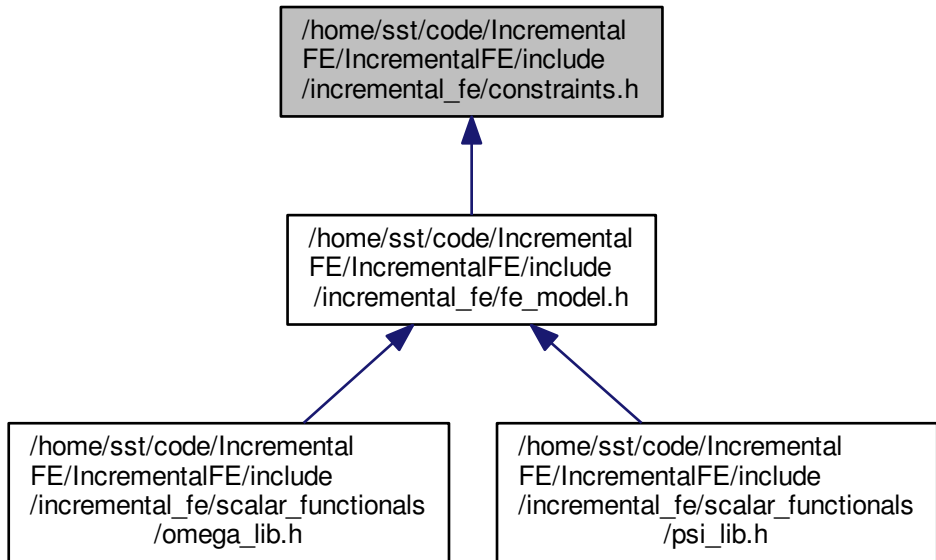 /home/sst/code/Incremental
FE/IncrementalFE/include
/incremental_fe/constraints.h
/home/sst/code/Incremental
FE/IncrementalFE/include
/incremental_fe/fe_model.h
/home/sst/code/Incremental
FE/IncrementalFE/include
/incremental_fe/scalar_functionals
/omega_lib.h
/home/sst/code/Incremental
FE/IncrementalFE/include
/incremental_fe/scalar_functionals
/psi_lib.h